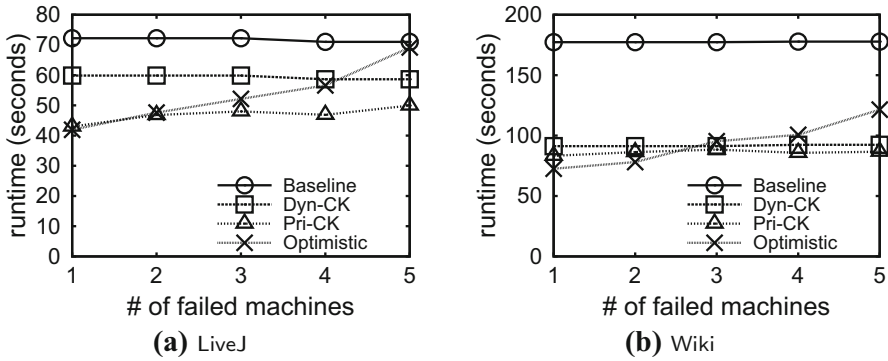 80
70
60
50
40
30
20
10
0
runtime (seconds)
Baseline
Dyn-CK
Pri-CK
Optimistic
1 2 3 4 5
# of failed machines
(a) LiveJ
200
150
100
50
0
runtime (seconds)
Baseline
Dyn-CK
Pri-CK
Optimistic
1 2 3 4 5
# of failed machines
(b) Wiki